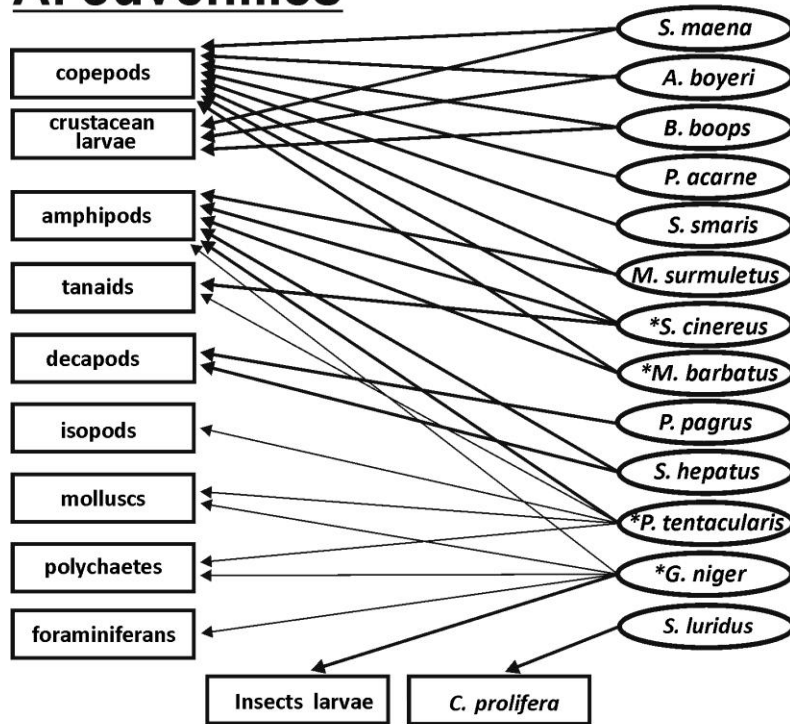 copepods
crustacean
larvae
amphipods
tanaids
decapods
isopods
molluscs
polychaetes
foraminiferans
Insects larvae
C. prolifera
S. maena
A. boyeri
B. boops
P. acarne
S. smaris
M. surmuletus
*S. cinereus
*M. barbatus
P. pagrus
S. hepatus
*P. tentacularis
*G. niger
S. luridus